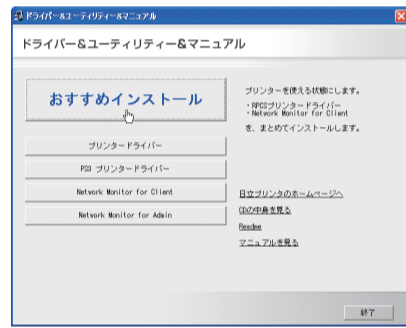 ドライバー&ユーティリティー&マニュアル
ドライバー&ユーティリティー&マニュアル
おすすめインストール
プリンタードライバー
PS3 プリンタードライバー
Network Monitor for Client
Network Monitor for Admin
プリンターを使える状態にします。
・RPCSプリンタードライバー
・Network Monitor for Client
を、まとめてインストールします。
日立プリンタのホームページへ
CDの中身を見る
Readme
マニュアルを見る
終了